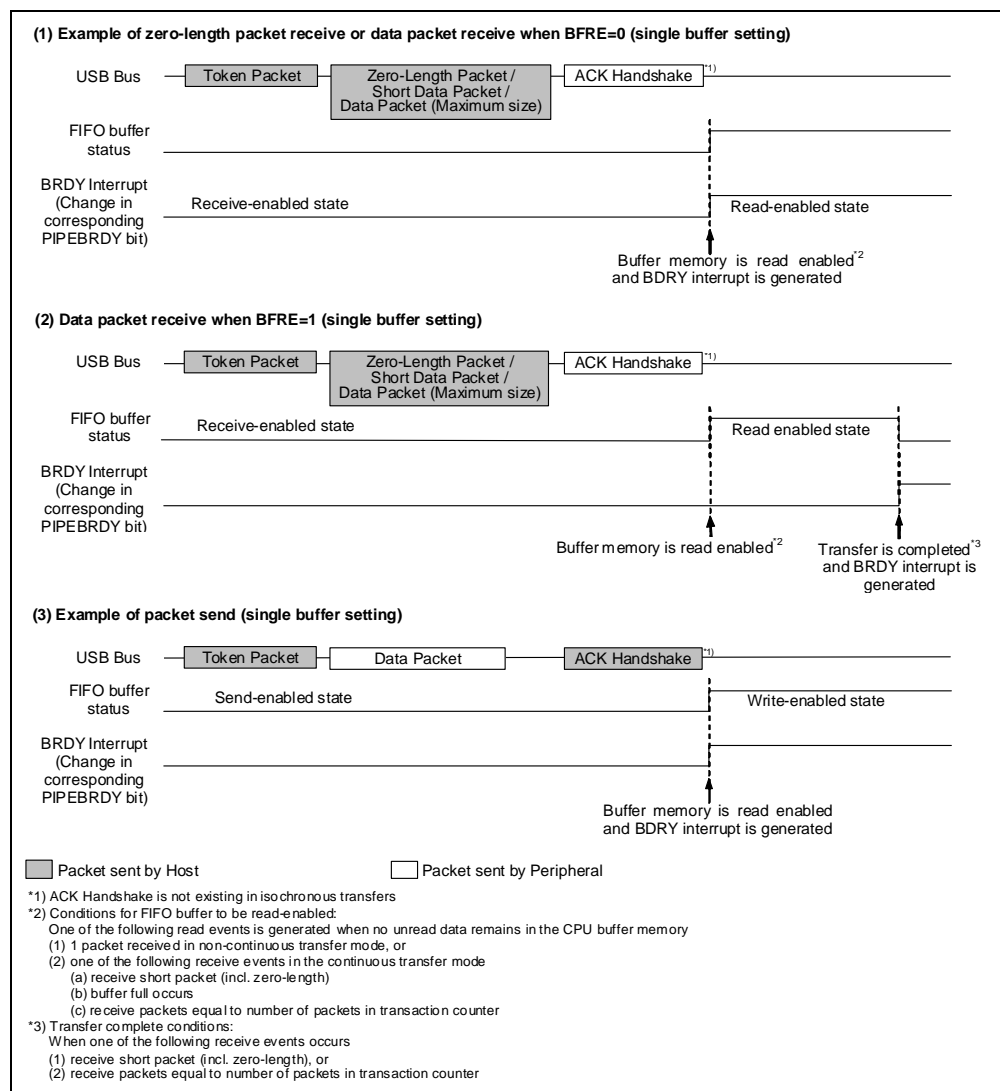 (1) Example of zero-length packet receive or data packet receive when BFRE=0 (single buffer setting)
USB Bus
Token Packet
Zero-Length Packet /
Short Data Packet /
Data Packet (Maximum size)
ACK Handshake
*1)
FIFO buffer
status
BRDY Interrupt
(Change in
corresponding
PIPEBRDY bit)
Receive-enabled state
Read-enabled state
Buffer memory is read enabled*2
and BDRY interrupt is generated
(2) Data packet receive when BFRE=1 (single buffer setting)
USB Bus
Token Packet
Zero-Length Packet /
Short Data Packet /
Data Packet (Maximum size)
ACK Handshake
*1)
FIFO buffer
status
Receive-enabled state
Read enabled state
BRDY Interrupt
(Change in
corresponding
PIPEBRDY bit)
Buffer memory is read enabled*2
Transfer is completed*3
and BRDY interrupt is
generated
(3) Example of packet send (single buffer setting)
USB Bus
Token Packet
Data Packet
ACK Handshake
*1)
FIFO buffer
status
Send-enabled state
Write-enabled state
BRDY Interrupt
(Change in
corresponding
PIPEBRDY bit)
Buffer memory is read enabled
and BDRY interrupt is generated
Packet sent by Host
Packet sent by Peripheral
*1) ACK Handshake is not existing in isochronous transfers
*2) Conditions for FIFO buffer to be read-enabled:
One of the following read events is generated when no unread data remains in the CPU buffer memory
(1) 1 packet received in non-continuous transfer mode, or
(2) one of the following receive events in the continuous transfer mode
(a) receive short packet (incl. zero-length)
(b) buffer full occurs
(c) receive packets equal to number of packets in transaction counter
*3) Transfer complete conditions:
When one of the following receive events occurs
(1) receive short packet (incl. zero-length), or
(2) receive packets equal to number of packets in transaction counter